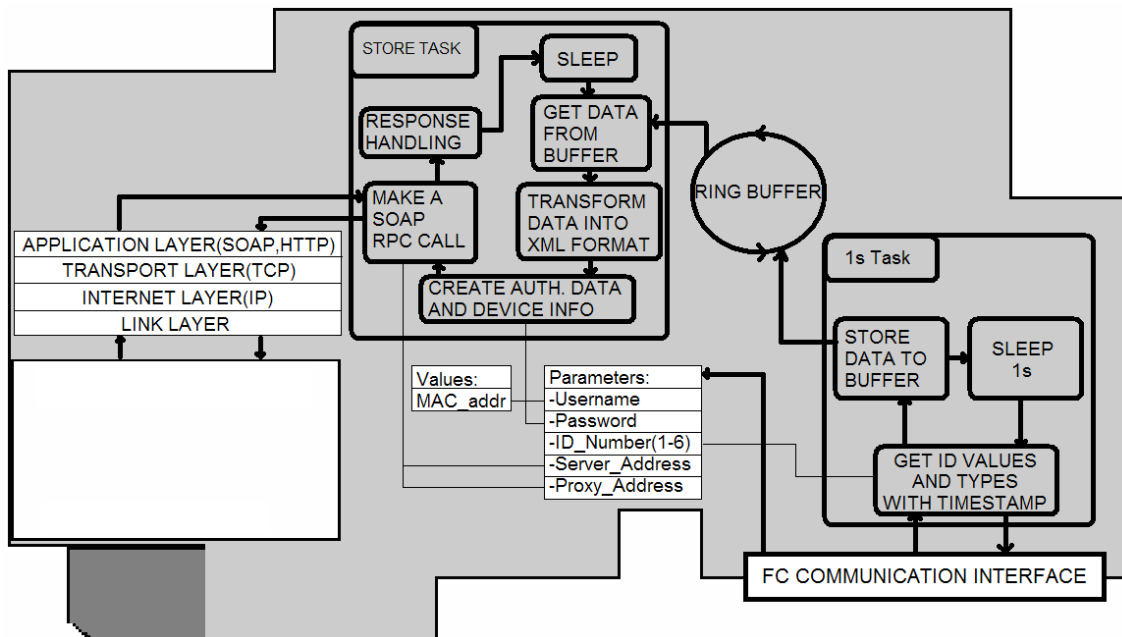 STORE TASK
SLEEP
RESPONSE
HANDLING
GET DATA
FROM
BUFFER
MAKE A
SOAP
RPC CALL
TRANSFORM
DATA INTO
XML FORMAT
CREATE AUTH. DATA
AND DEVICE INFO
RING BUFFER
APPLICATION LAYER(SOAP,HTTP)
TRANSPORT LAYER(TCP)
INTERNET LAYER(IP)
LINK LAYER
1s Task
STORE
DATA TO
BUFFER
SLEEP
1s
GET ID VALUES
AND TYPES
WITH TIMESTAMP
Values:
MAC_addr
Parameters:
-Username
-Password
-ID_Number(1-6)
-Server_Address
-Proxy_Address
FC COMMUNICATION INTERFACE